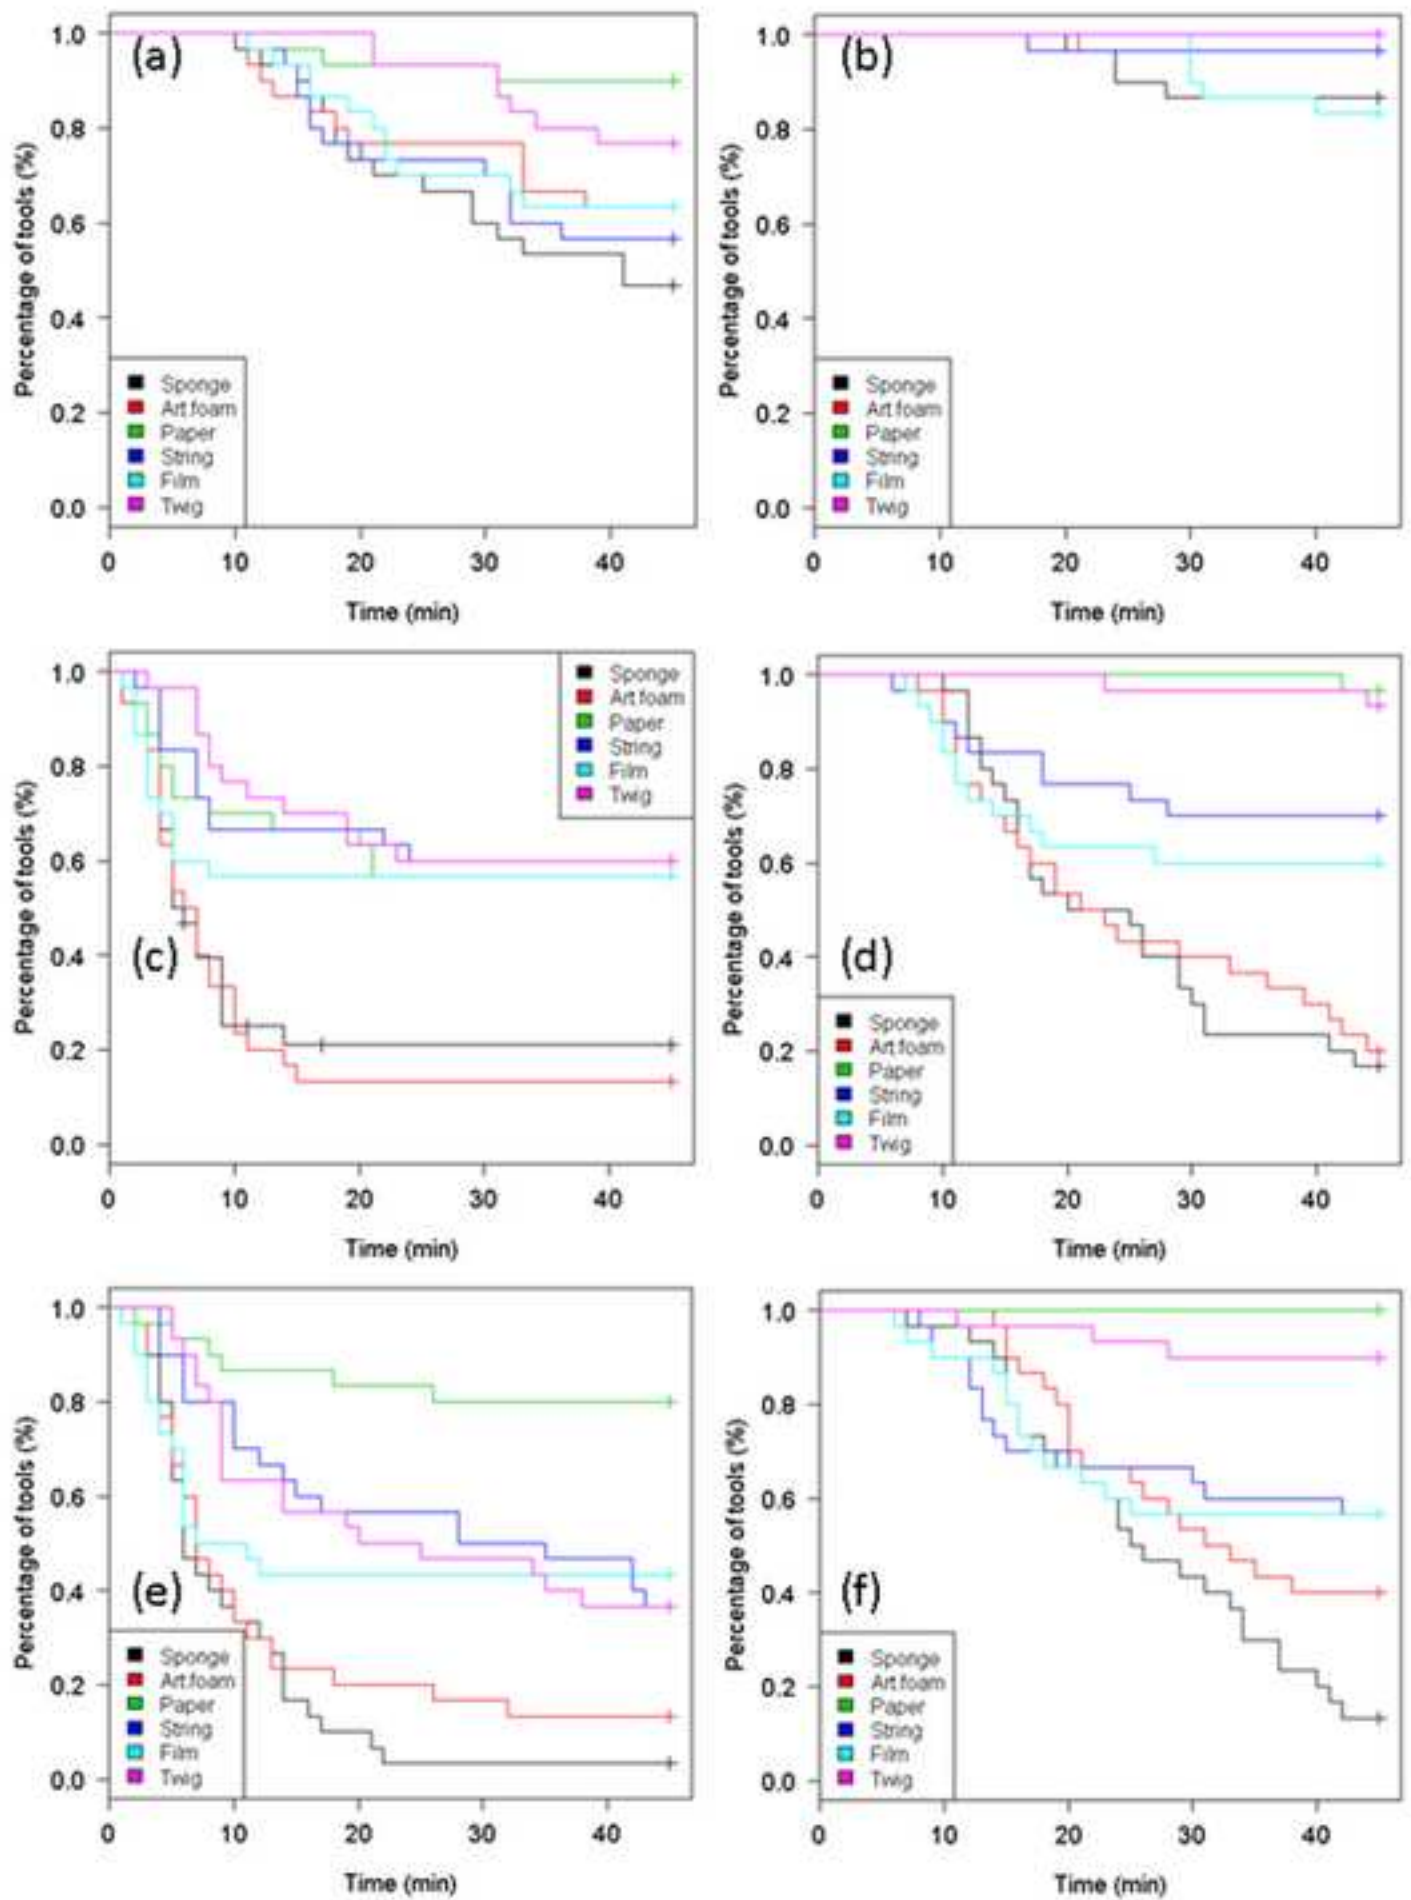 (a)
Percentage of tools (%)
1.0
0.8
0.6
0.4
0.2
0.0
Sponge
Art foam
Paper
String
Film
Twig
0 10 20 30 40
Time (min)
(b)
Percentage of tools (%)
1.0
0.8
0.6
0.4
0.2
0.0
Sponge
Art foam
Paper
String
Film
Twig
0 10 20 30 40
Time (min)
(c)
Percentage of tools (%)
1.0
0.8
0.6
0.4
0.2
0.0
Sponge
Art foam
Paper
String
Film
Twig
0 10 20 30 40
Time (min)
(d)
Percentage of tools (%)
1.0
0.8
0.6
0.4
0.2
0.0
Sponge
Art foam
Paper
String
Film
Twig
0 10 20 30 40
Time (min)
(e)
Percentage of tools (%)
1.0
0.8
0.6
0.4
0.2
0.0
Sponge
Art foam
Paper
String
Film
Twig
0 10 20 30 40
Time (min)
(f)
Percentage of tools (%)
1.0
0.8
0.6
0.4
0.2
0.0
Sponge
Art foam
Paper
String
Film
Twig
0 10 20 30 40
Time (min)